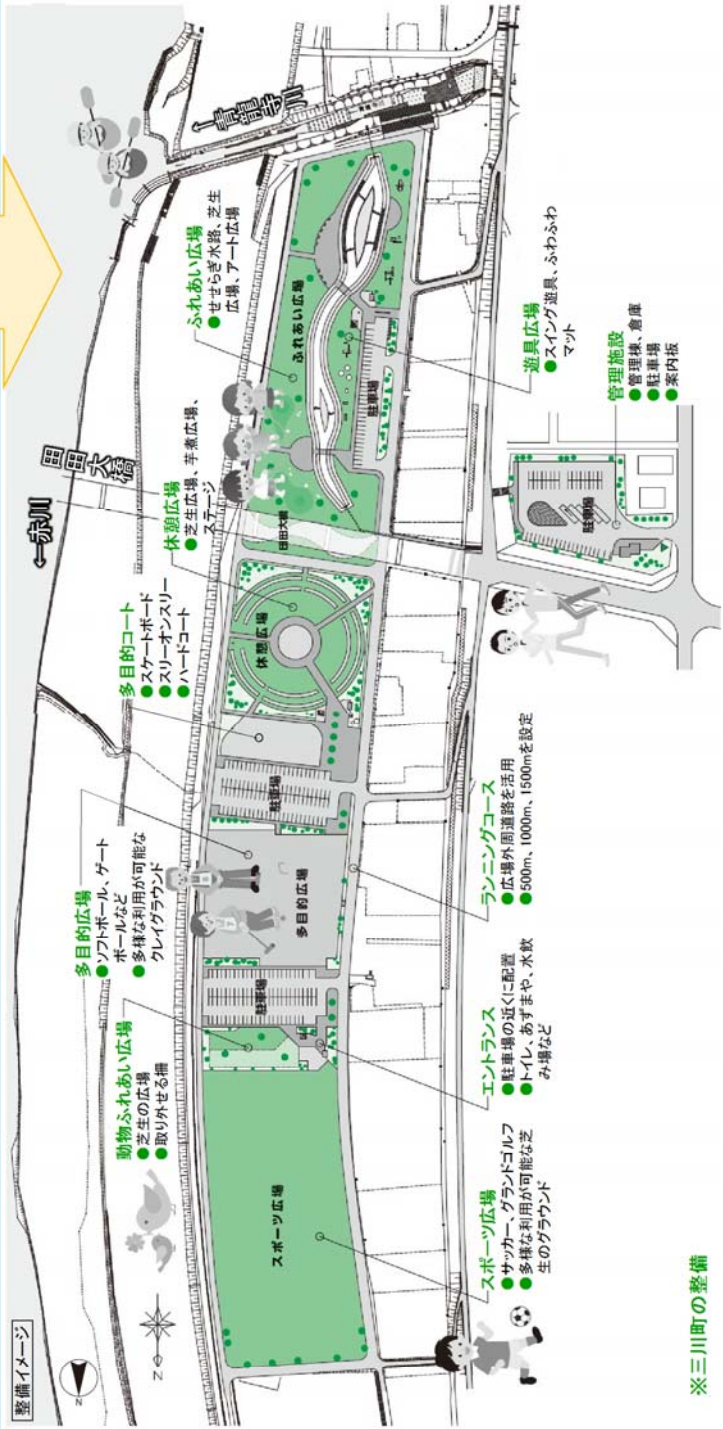 整備イメージ
N
N
←赤川
田田大橋
←青龍寺川
動物ふれあい広場
●芝生の広場
●取り外せる柵
多目的広場
●ソフトボール、ゲート
ボールなど
●多様な利用が可能な
クレイグラウンド
多目的コート
●スケートボード
●スリーオンスリー
●ハードコート
休憩広場
●芝生広場、芋煮広場、
ステージ
ふれあい広場
●せせらぎ水路、芝生
広場、アート広場
スポーツ広場
駐車場
多目的広場
駐車場
休憩広場
田田大橋
ふれあい広場
駐車場
駐車場
スポーツ広場
●サッカー、グランドゴルフ
●多様な利用が可能な芝
生のグラウンド
エントランス
●駐車場の近くに配置
●トイレ、あずまや、水飲
み場など
ランニングコース
●広場外周道路を活用
●500m、1000m、1500mを設定
遊具広場
●スイング遊具、ふわふわ
マット
管理施設
●管理棟、倉庫
●駐車場
●案内板
※三川町の整備